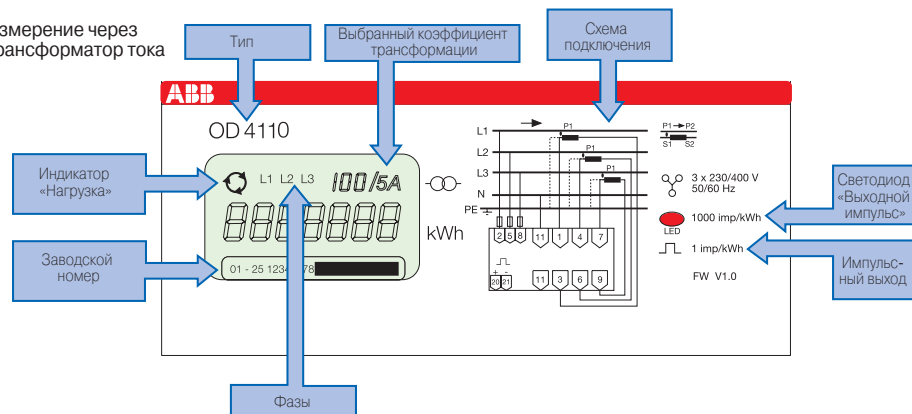 змерение через
рансформатор тока
Тип
Выбранный коэффициент
трансформации
Схема
подключения
ABB
OD 4110
Индикатор
«Нагрузка»
L1 L2 L3
100/5A
8888888
kWh
Заводской
номер
01 - 25 1234 78
Фазы
L1
L2
L3
N
PE
P1
P1
P1
2 5 8 11 1 4 7
+ -
20 21 11 3 6 9
P1 P2
S1 S2
3 x 230/400 V
50/60 Hz
LED
1000 imp/kWh
1 imp/kWh
FW V1.0
Светодиод
«Выходной
импульс»
Импульс-
ный выход